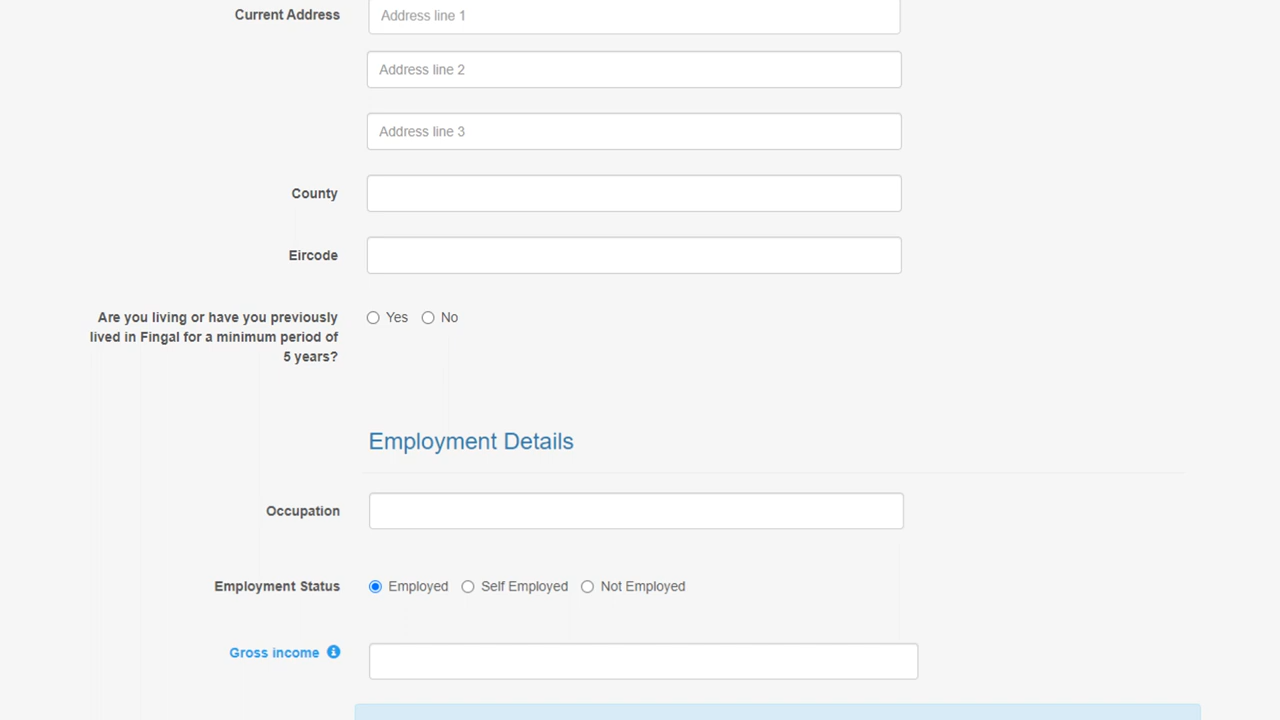 Current Address
Address line 1
Address line 2
Address line 3
County
Eircode
Are you living or have you previously
lived in Fingal for a minimum period of
5 years?
Yes No
Employment Details
Occupation
Employment Status
Employed Self Employed Not Employed
Gross income